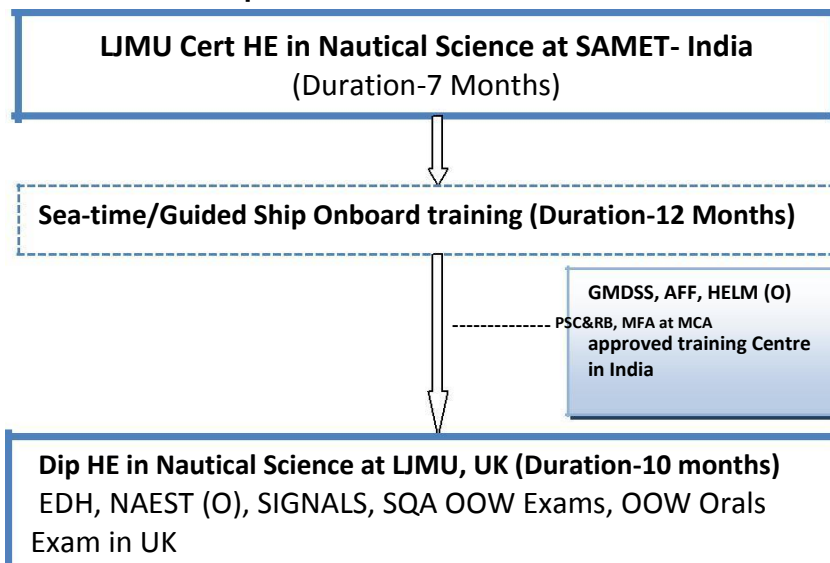 LJMU Cert HE in Nautical Science at SAMET- India
(Duration-7 Months)
Sea-time/Guided Ship Onboard training (Duration-12 Months)
GMDSS, AFF, HELM (O)
PSC&RB, MFA at MCA
approved training Centre
in India
Dip HE in Nautical Science at LJMU, UK (Duration-10 months)
EDH, NAEST (O), SIGNALS, SQA OOW Exams, OOW Orals
Exam in UK